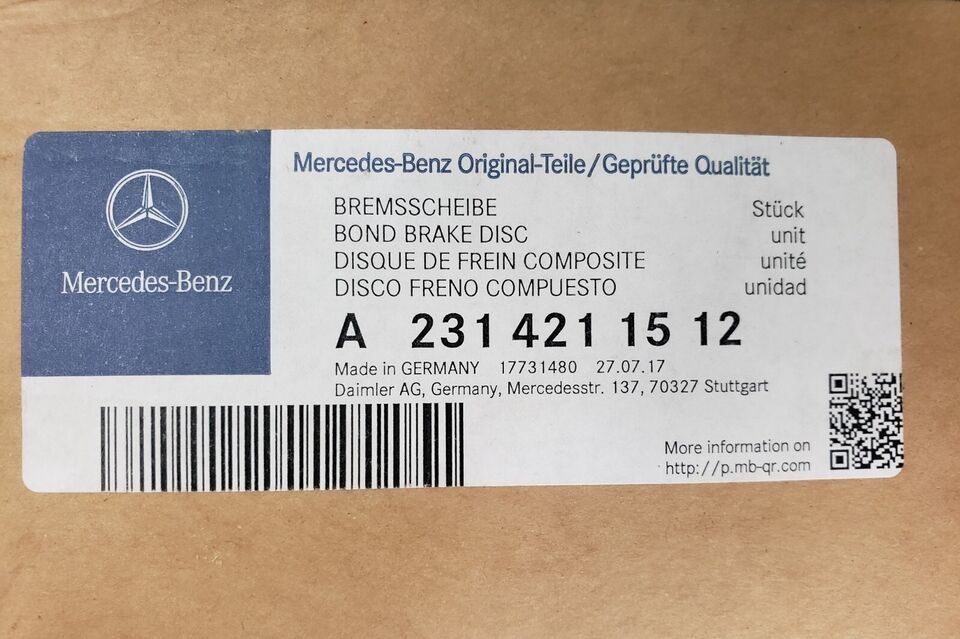 Mercedes-Benz
Mercedes-Benz Original-Teile/Geprüfte Qualität
BREMSSCHEIBE Stück
BOND BRAKE DISC unit
DISQUE DE FREIN COMPOSITE unité
DISCO FRENO COMPUESTO unidad
A 231 421 15 12
Made in GERMANY 17731480 27.07.17
Daimler AG, Germany, Mercedesstr. 137, 70327 Stuttgart
More information on
http://p.mb-qr.com